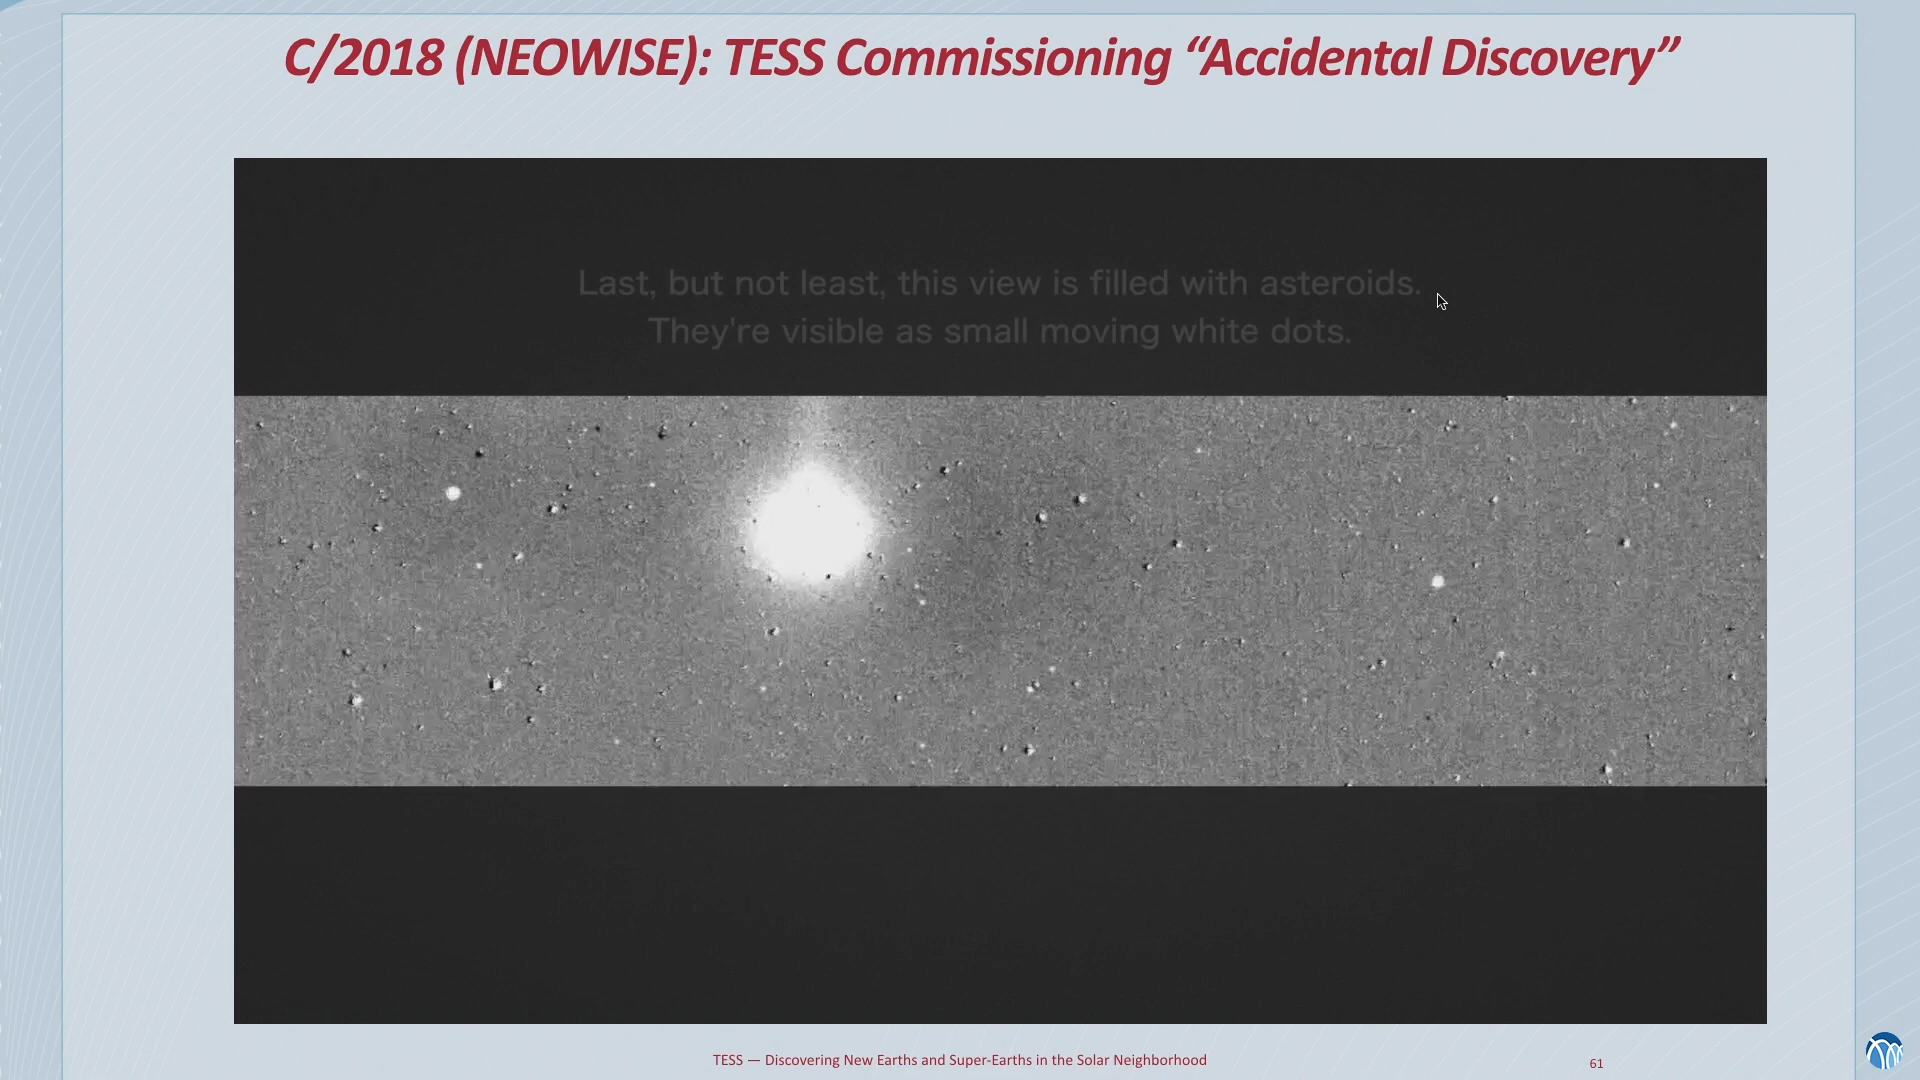 C/2018 (NEOWISE): TESS Commissioning “Accidental Discovery”
Last, but not least, this view is filled with asteroids.
They're visible as small moving white dots.
TESS — Discovering New Earths and Super-Earths in the Solar Neighborhood
61